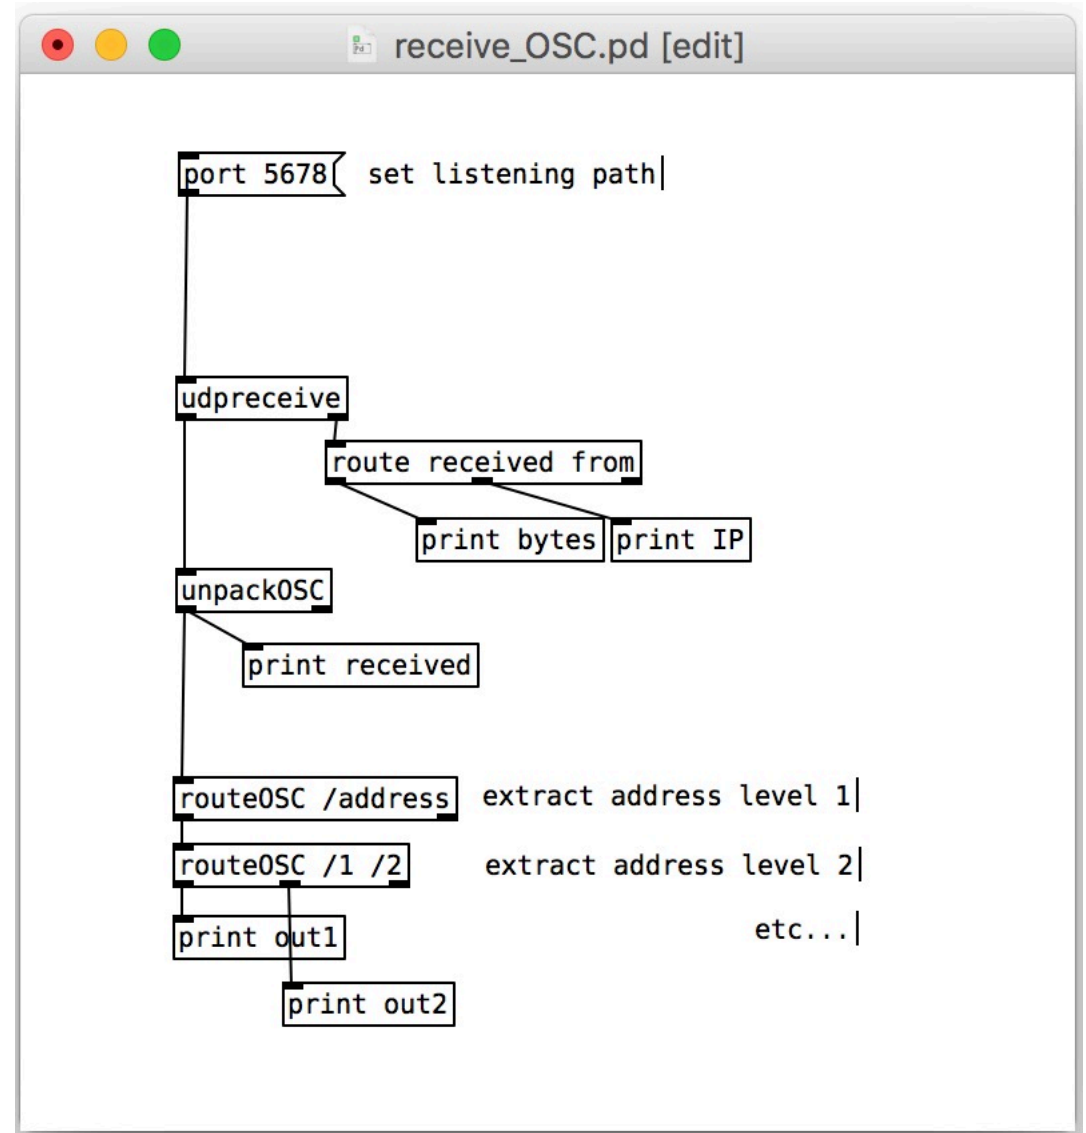 receive_OSC.pd [edit]
port 5678 set listening path
udpreceive
route received from
print bytes print IP
unpackOSC
print received
routeOSC /address extract address level 1
routeOSC /1 /2 extract address level 2
print out1 etc...
print out2